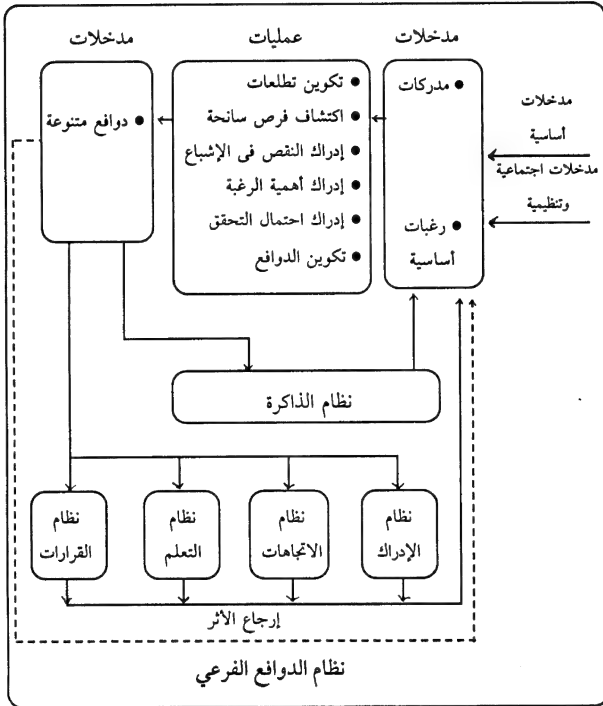 مدخلات
عمليات
مدخلات
مدخلات
أساسية
مدخلات اجتماعية
وتنظيمية
● مدركات
● رغبات
أساسية
● تكوين تطلعات
● اكتشاف فرص سانحة
● إدراك النقص فى الإشباع
● إدراك أهمية الرغبة
● إدراك احتمال التحقق
● تكوين الدوافع
● دوافع متنوعة
نظام الذاكرة
نظام
الإدراك
نظام
الاتجاهات
نظام
التعلم
نظام
القرارات
إرجاع الأثر
نظام الدوافع الفرعي